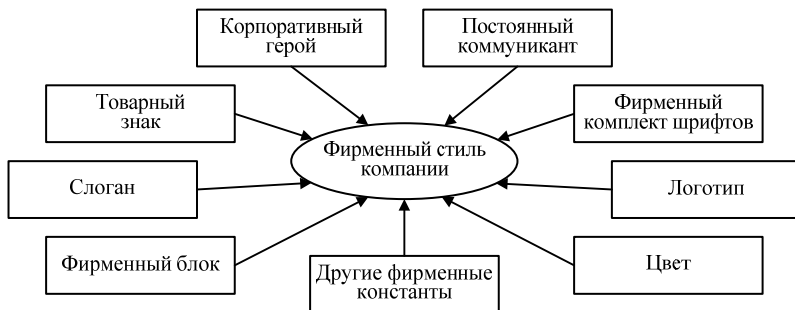 Корпоративный
герой
Постоянный
коммуникант
Товарный
знак
Фирменный
комплект шрифтов
Фирменный стиль
компании
Слоган
Логотип
Фирменный блок
Цвет
Другие фирменные
константы